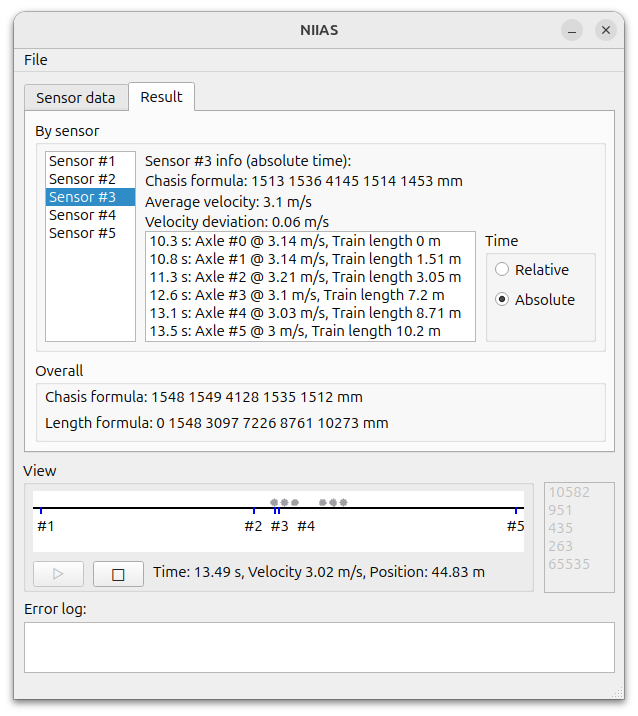 NIIAS
File
Sensor data
Result
By sensor
Sensor #1
Sensor #2
Sensor #3
Sensor #4
Sensor #5
Sensor #3 info (absolute time):
Chasis formula: 1513 1536 4145 1514 1453 mm
Average velocity: 3.1 m/s
Velocity deviation: 0.06 m/s
10.3 s: Axle #0 @ 3.14 m/s, Train length 0 m
10.8 s: Axle #1 @ 3.14 m/s, Train length 1.51 m
11.3 s: Axle #2 @ 3.21 m/s, Train length 3.05 m
12.6 s: Axle #3 @ 3.1 m/s, Train length 7.2 m
13.1 s: Axle #4 @ 3.03 m/s, Train length 8.71 m
13.5 s: Axle #5 @ 3 m/s, Train length 10.2 m
Time
Relative
Absolute
Overall
Chasis formula: 1548 1549 4128 1535 1512 mm
Length formula: 0 1548 3097 7226 8761 10273 mm
View
#1 #2 #3 #4 #5
Time: 13.49 s, Velocity 3.02 m/s, Position: 44.83 m
10582
951
435
263
65535
Error log: